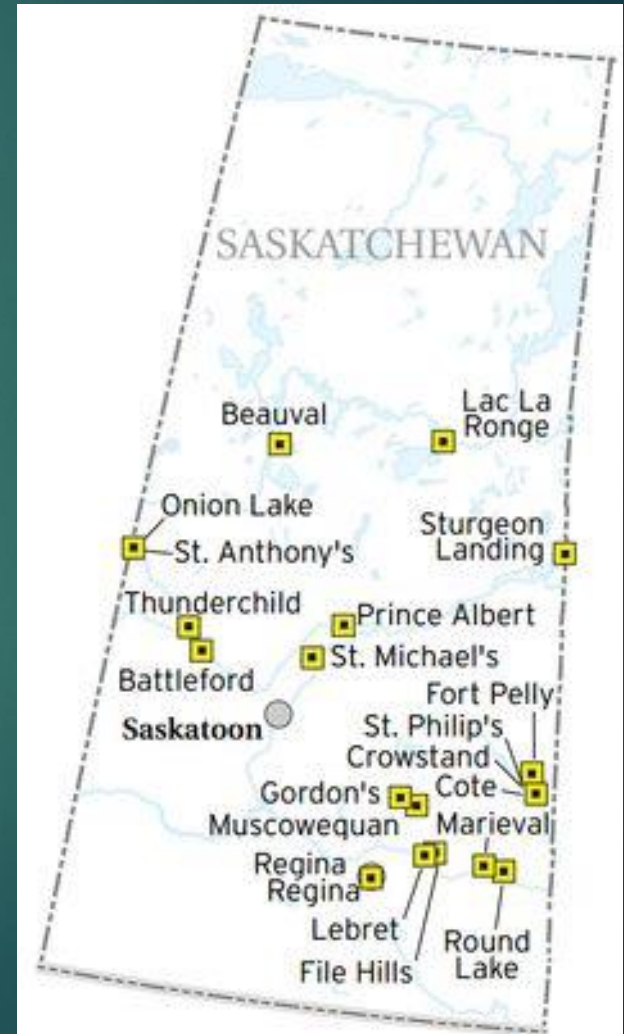 SASKATCHEWAN
Beauval
Lac La
Ronge
Onion Lake
St. Anthony's
Sturgeon
Landing
Thunderchild
Prince Albert
Battleford
St. Michael's
Saskatoon
Fort Pelly
St. Philip's
Crowstand
Cote
Gordon's
Muscowequan
Marieval
Regina
Regina
Lebret
File Hills
Round
Lake